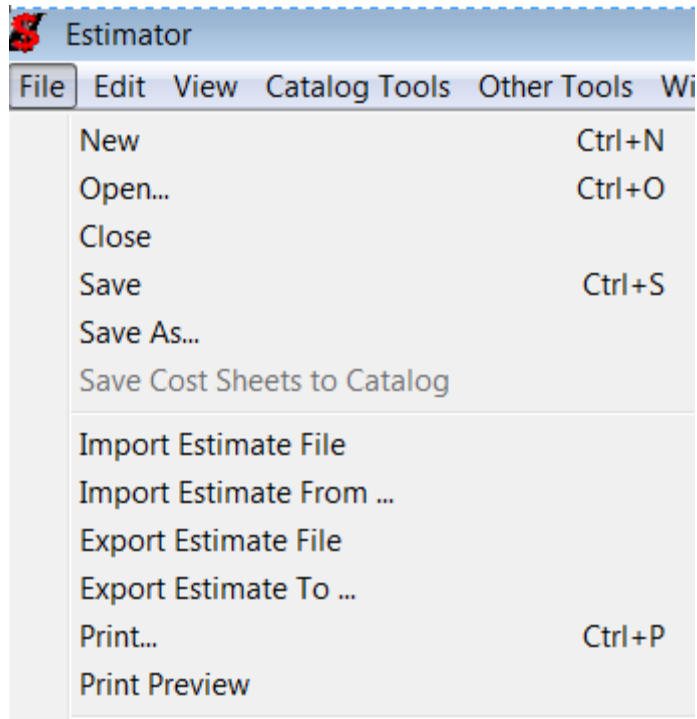 Estimator
File Edit View Catalog Tools Other Tools Wi
New Ctrl+N
Open... Ctrl+O
Close
Save Ctrl+S
Save As...
Save Cost Sheets to Catalog
Import Estimate File
Import Estimate From ...
Export Estimate File
Export Estimate To ...
Print... Ctrl+P
Print Preview